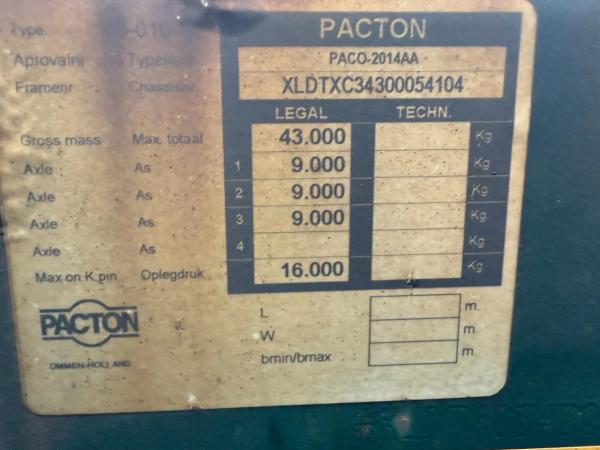 PACTON
Type -010
Aprovalnr Typekeur PACO-2014AA
Framenr Chassisnr XLDTXC34300054104
LEGAL TECHN.
Gross mass Max. totaal 43.000 Kg
Axle As 1 9.000 Kg
Axle As 2 9.000 Kg
Axle As 3 9.000 Kg
Axle As 4 Kg
Max on K.pin Oplegdruk 16.000 Kg
PACTON
OMMEN-HOLLAND
L m.
W m.
bmin/bmax m.